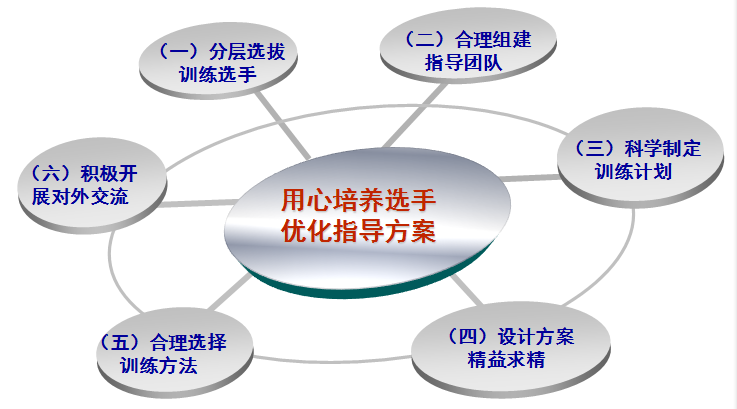 （一）分层选拔
训练选手
（二）合理组建
指导团队
（三）科学制定
训练计划
（六）积极开
展对外交流
用心培养选手
优化指导方案
（五）合理选择
训练方法
（四）设计方案
精益求精